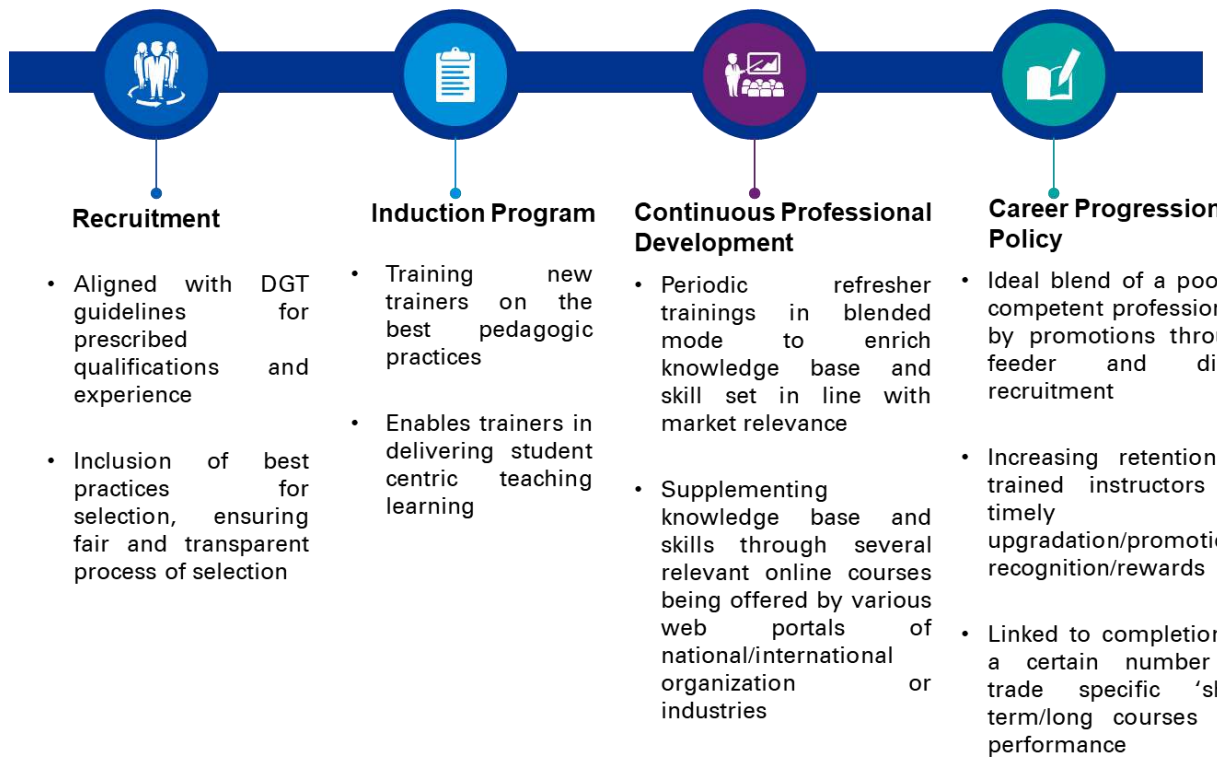 Recruitment
• Aligned with DGT
guidelines for
prescribed
qualifications and
experience
• Inclusion of best
practices for
selection, ensuring
fair and transparent
process of selection
Induction Program
• Training new
trainers on the
best pedagogic
practices
• Enables trainers in
delivering student
centric teaching
learning
Continuous Professional
Development
• Periodic refresher
trainings in blended
mode to enrich
knowledge base and
skill set in line with
market relevance
• Supplementing
knowledge base and
skills through several
relevant online courses
being offered by various
web portals of
national/international
organization or
industries
Career Progression
Policy
• Ideal blend of a
competent
by promotions
feeder and
recruitment
• Increasing retention
trained instructors
timely
recognition/rewards
• Linked to completion
a certain number
trade specific
term/long courses
performance